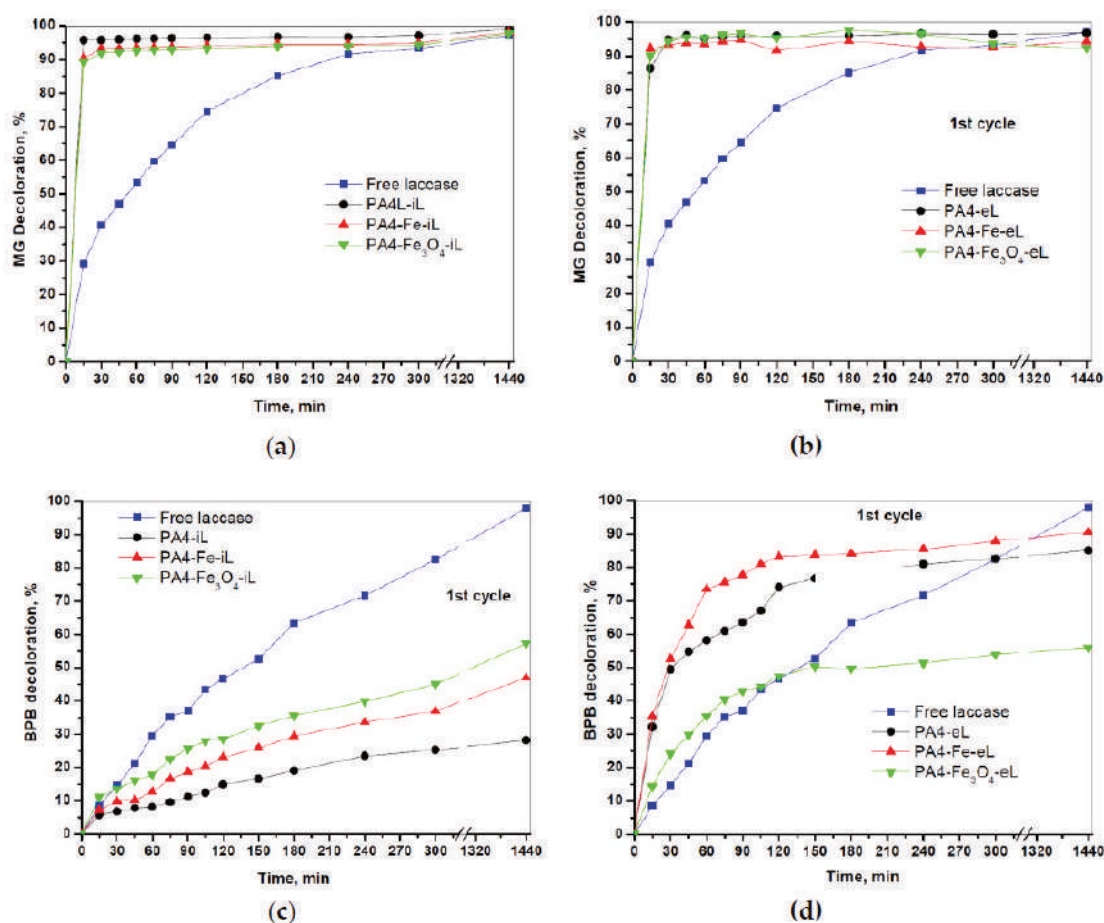 100
90
80
70
60
50
40
30
20
10
0
MG Decoloration, %
Free laccase
PA4L-iL
PA4-Fe-iL
PA4-Fe₃O₄-iL
0 30 60 90 120 150 180 210 240 270 300 1320 1440
Time, min
(a)
100
90
80
70
60
50
40
30
20
10
0
MG Decoloration, %
1st cycle
Free laccase
PA4-eL
PA4-Fe-eL
PA4-Fe₃O₄-eL
0 30 60 90 120 150 180 210 240 270 300 1320 1440
Time, min
(b)
100
90
80
70
60
50
40
30
20
10
0
BPB decoloration, %
Free laccase
PA4-iL
PA4-Fe-iL
PA4-Fe₃O₄-iL
1st cycle
0 30 60 90 120 150 180 210 240 270 300 1320 1440
Time, min
(c)
100
90
80
70
60
50
40
30
20
10
0
BPB decoloration, %
1st cycle
Free laccase
PA4-eL
PA4-Fe-eL
PA4-Fe₃O₄-eL
0 30 60 90 120 150 180 210 240 270 300 1320 1440
Time, min
(d)